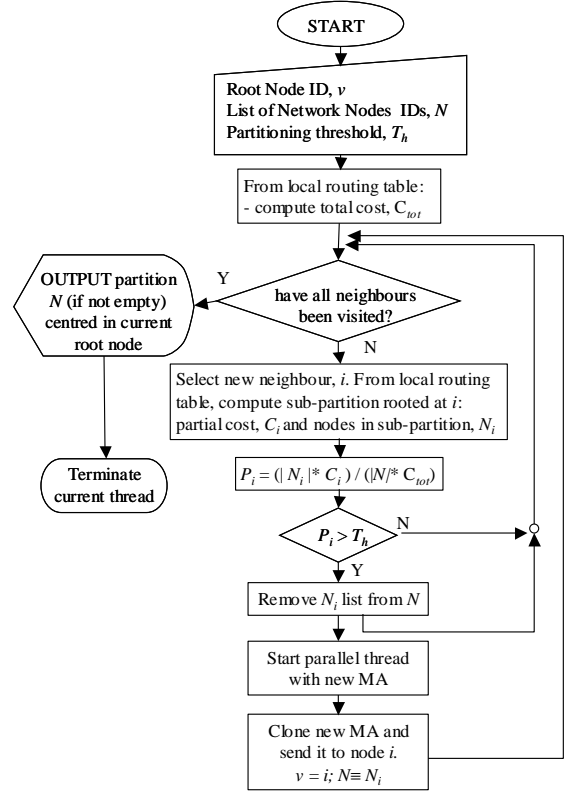 START
Root Node ID, v
List of Network Nodes IDs, N
Partitioning threshold, Th
From local routing table:
- compute total cost, Ctot
Y
OUTPUT partition
N (if not empty)
centred in current
root node
have all neighbours
been visited?
N
Select new neighbour, i. From local routing
table, compute sub-partition rooted at i:
partial cost, Ci and nodes in sub-partition, Ni
Terminate
current thread
Pi = (| Ni |* Ci ) / (|N|* Ctot)
N
Pi > Th
Y
Remove Ni list from N
Start parallel thread
with new MA
Clone new MA and
send it to node i.
v = i; N≡ Ni